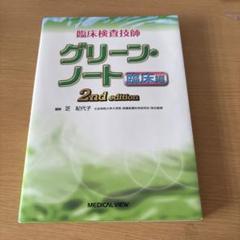 臨床検査技師
グリーン・
ノート 臨床編
2nd edition
編著 芝 紀代子
MEDICAL VIEW